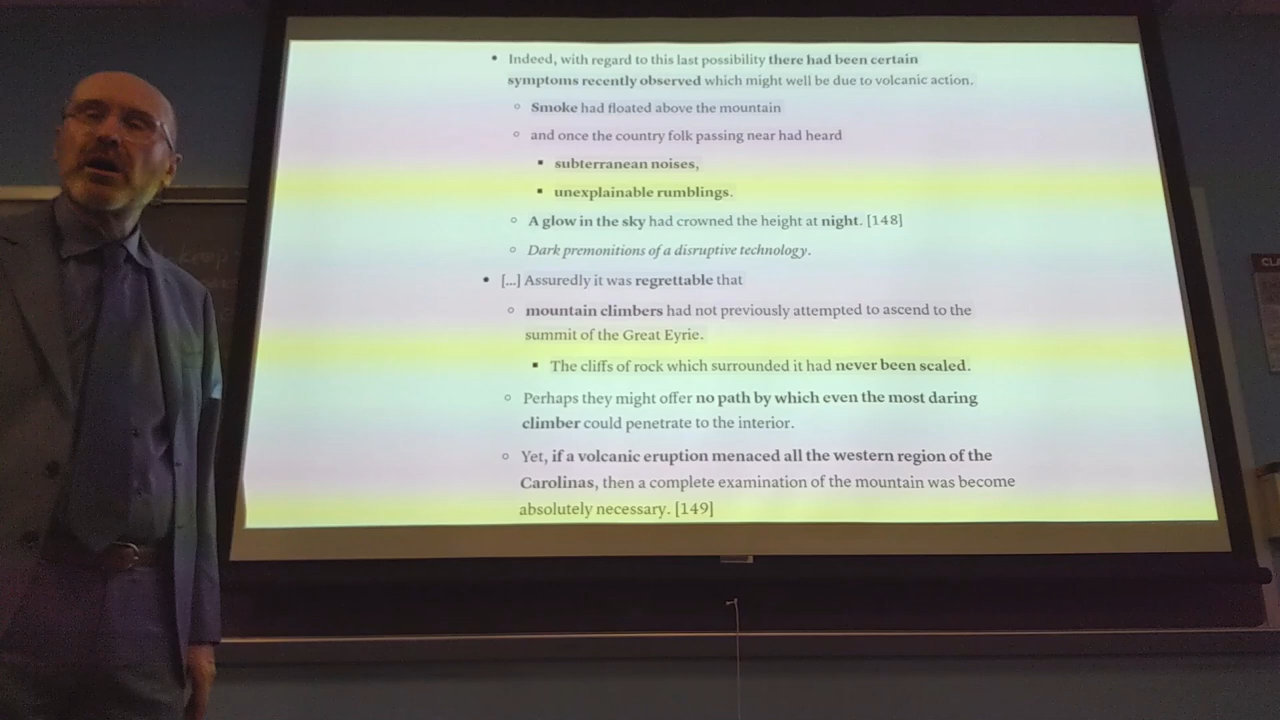 • Indeed, with regard to this last possibility there had been certain
symptoms recently observed which might well be due to volcanic action.
◦ Smoke had floated above the mountain
◦ and once the country folk passing near had heard
▪ subterranean noises,
▪ unexplainable rumblings.
◦ A glow in the sky had crowned the height at night. [148]
◦ Dark premonitions of a disruptive technology.
• [...] Assuredly it was regrettable that
◦ mountain climbers had not previously attempted to ascend to the
summit of the Great Eyrie.
▪ The cliffs of rock which surrounded it had never been scaled.
◦ Perhaps they might offer no path by which even the most daring
climber could penetrate to the interior.
◦ Yet, if a volcanic eruption menaced all the western region of the
Carolinas, then a complete examination of the mountain was become
absolutely necessary. [149]
keep
CLA